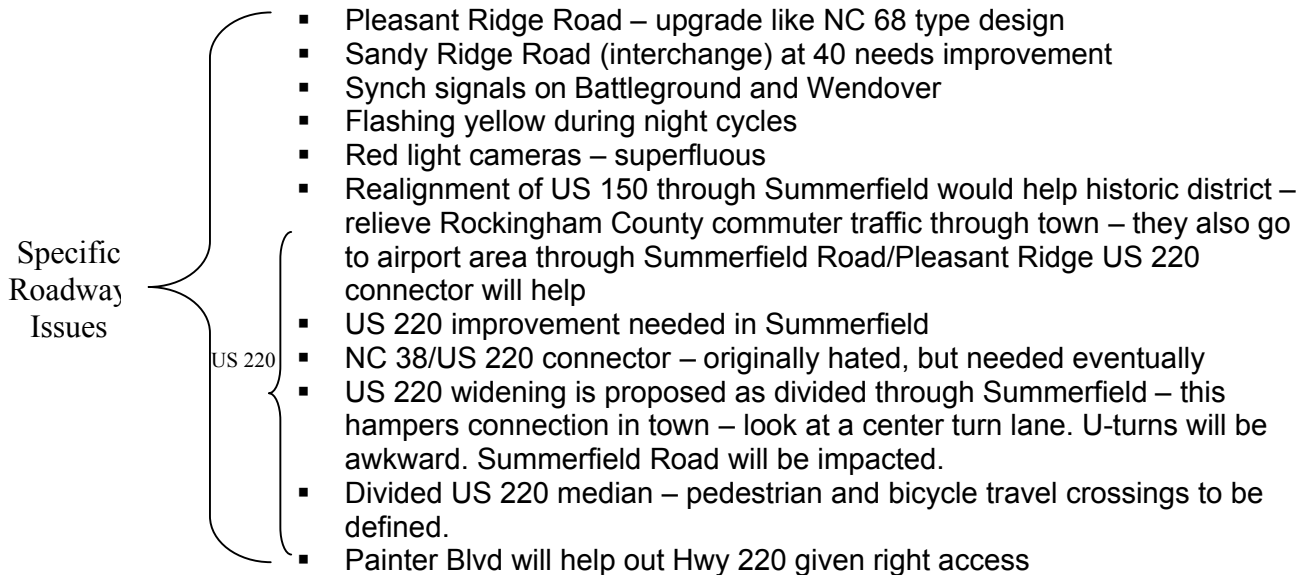 ▪ Pleasant Ridge Road – upgrade like NC 68 type design
▪ Sandy Ridge Road (interchange) at 40 needs improvement
▪ Synch signals on Battleground and Wendover
▪ Flashing yellow during night cycles
▪ Red light cameras – superfluous
▪ Realignment of US 150 through Summerfield would help historic district –
relieve Rockingham County commuter traffic through town – they also go
to airport area through Summerfield Road/Pleasant Ridge US 220
connector will help
▪ US 220 improvement needed in Summerfield
▪ NC 38/US 220 connector – originally hated, but needed eventually
▪ US 220 widening is proposed as divided through Summerfield – this
hampers connection in town – look at a center turn lane. U-turns will be
awkward. Summerfield Road will be impacted.
▪ Divided US 220 median – pedestrian and bicycle travel crossings to be
defined.
▪ Painter Blvd will help out Hwy 220 given right access
Specific
Roadway
Issues
US 220